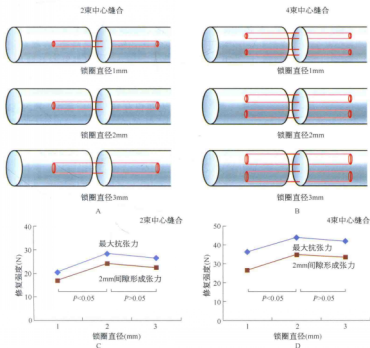 2束中心缝合
4束中心缝合
锁圈直径1mm
锁圈直径1mm
锁圈直径2mm
锁圈直径2mm
锁圈直径3mm
锁圈直径3mm
A
B
2束中心缝合
4束中心缝合
40
30
20
10
0
修复强度(N)
最大抗张力
2mm间隙形成张力
P<0.05
P>0.05
1
2
3
锁圈直径(mm)
C
50
40
30
20
10
0
修复强度(N)
最大抗张力
2mm间隙形成张力
P<0.05
P>0.05
1
2
3
锁圈直径(mm)
D